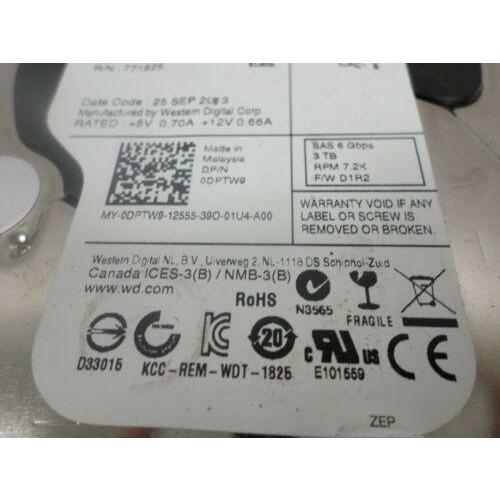 R/N: 771825
Date Code: 25 SEP 2013
Manufactured by Western Digital Corp.
RATED: +5V 0.70A +12V 0.66A
Made in
Malaysia
DP/N
0DPTW9
MY-0DPTW9-12555-39O-01U4-A00
SAS 6 Gbps
3 TB
RPM 7.2K
F/W D1R2
WARRANTY VOID IF ANY
LABEL OR SCREW IS
REMOVED OR BROKEN.
Western Digital NL, B.V., Uiverweg 2, NL-1118 DS Schiphol-Zuid
Canada ICES-3(B) / NMB-3(B)
www.wd.com
RoHS
N3565
FRAGILE
D33015
KCC-REM-WDT-1825
20
c UL US
E101559
CE
ZEP